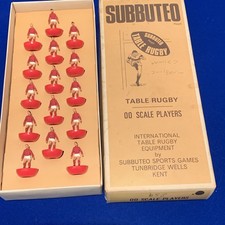 SUBBUTEO
SUBBUTEO
TABLE RUGBY
TABLE RUGBY
OO SCALE PLAYERS
INTERNATIONAL
TABLE RUGBY
EQUIPMENT
by
SUBBUTEO SPORTS GAMES
TUNBRIDGE WELLS
KENT